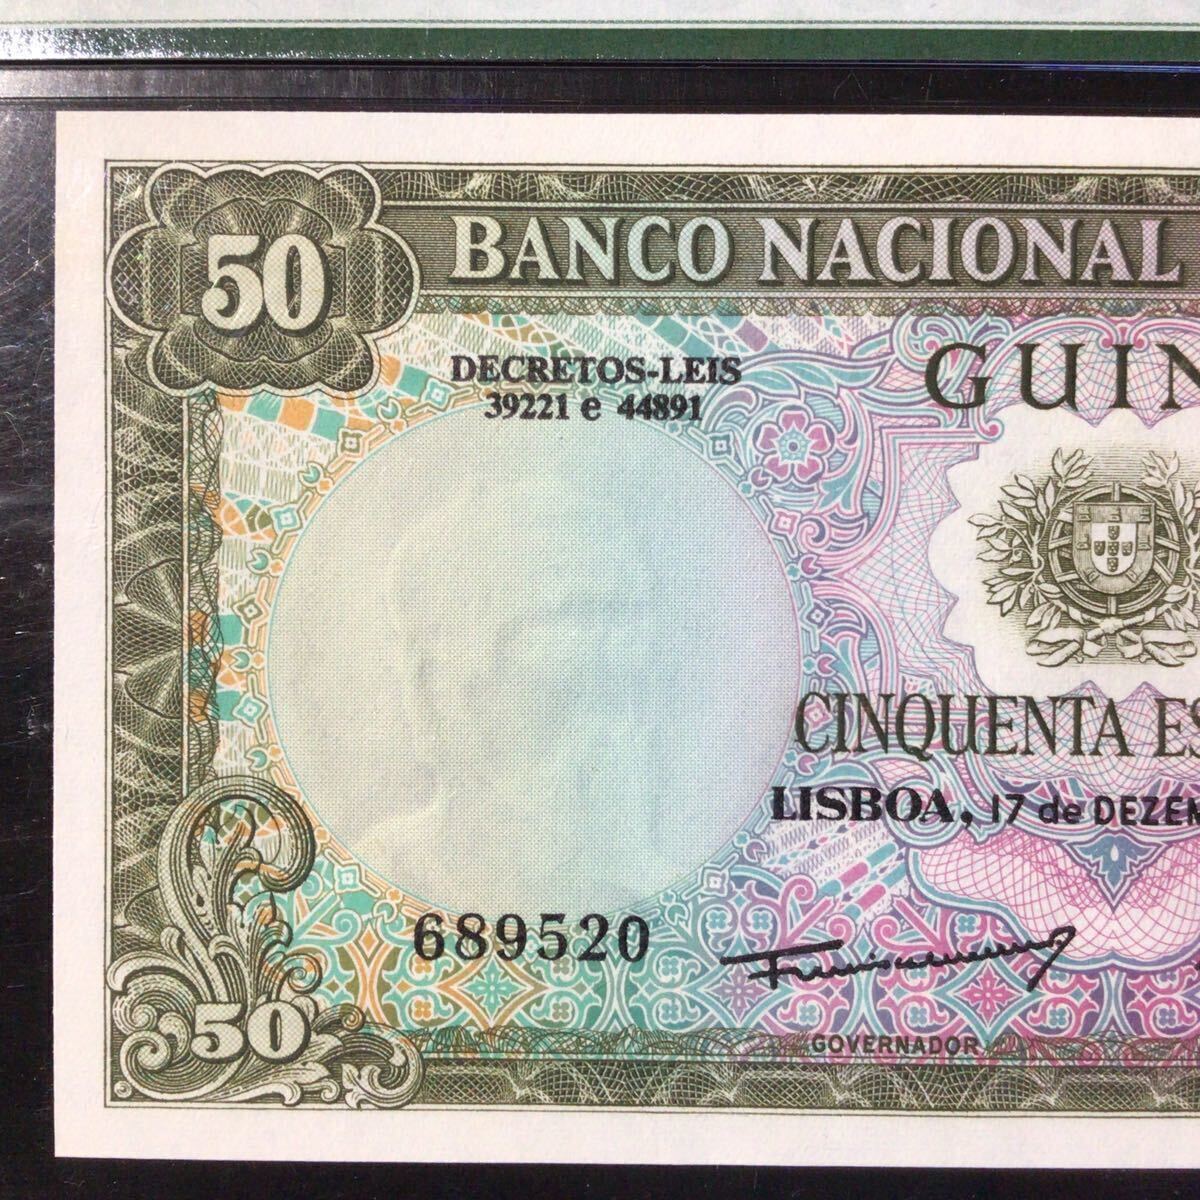 50
BANCO NACIONAL
DECRETOS-LEIS
39221 e 44891
GUIN
CINQUENTA ES
LISBOA, 17 de DEZEM
689520
50
GOVERNADOR